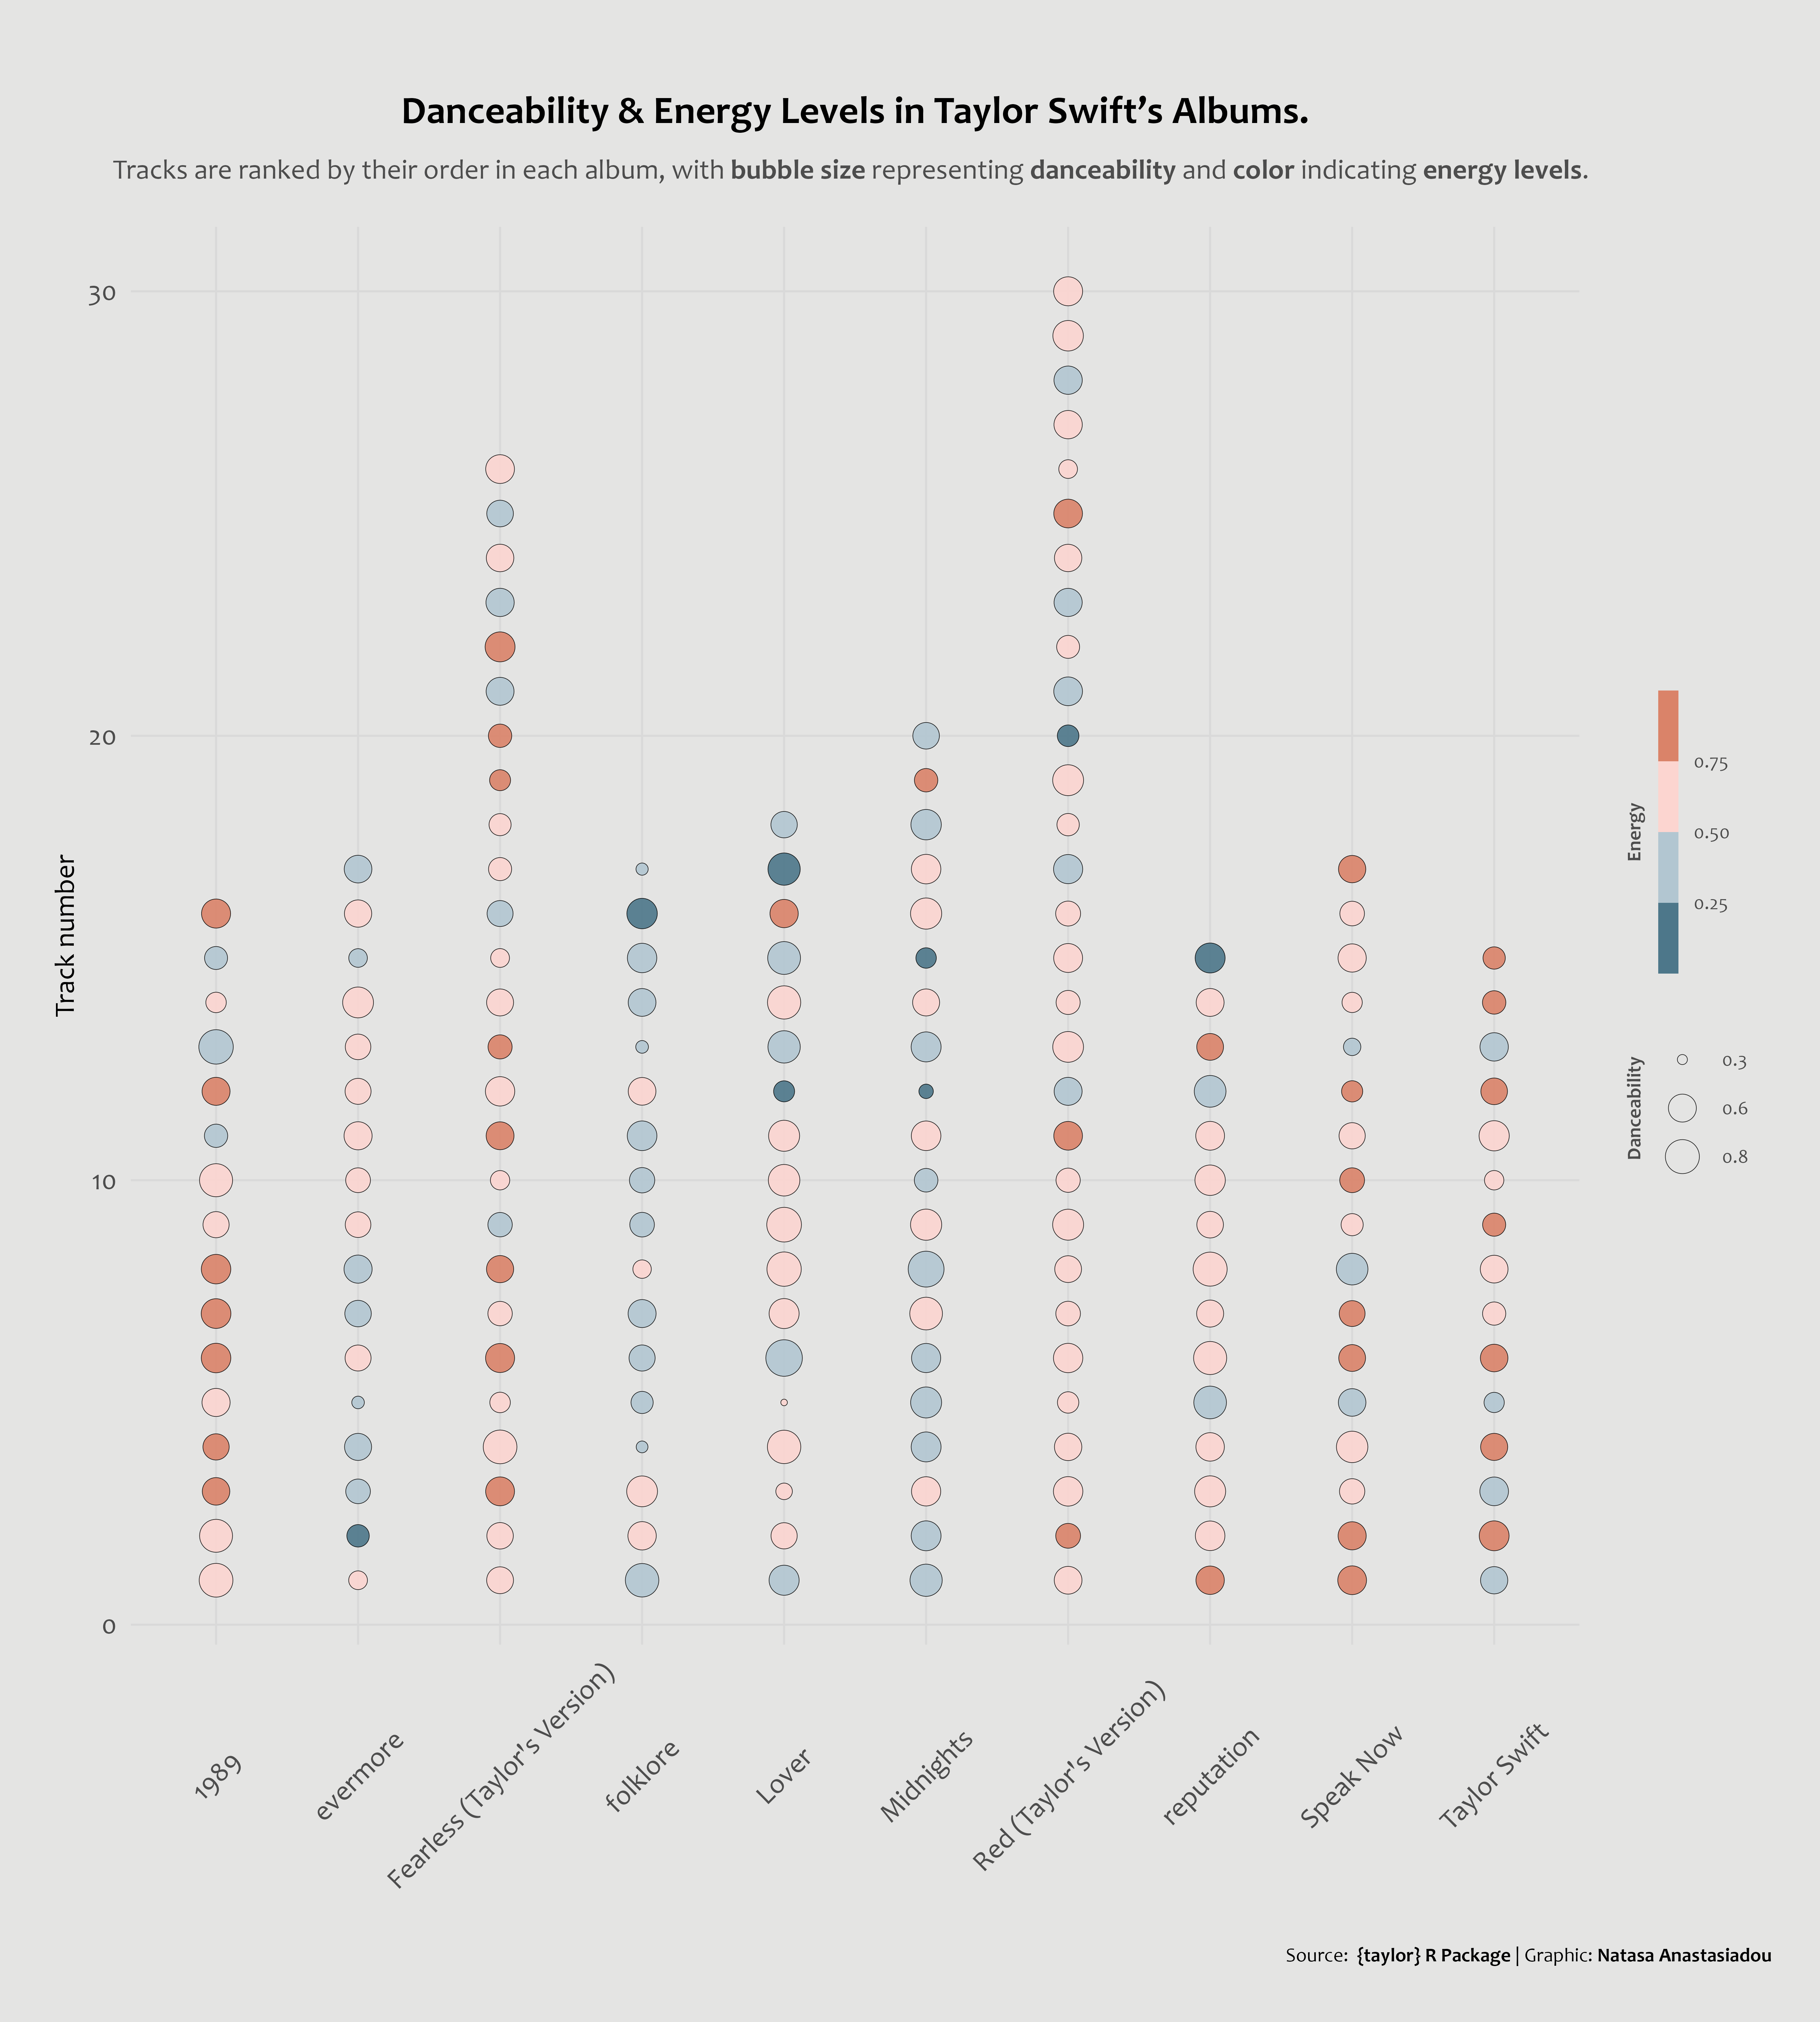 Danceability & Energy Levels in Taylor Swift’s Albums.
Tracks are ranked by their order in each album, with bubble size representing danceability and color indicating energy levels.
30
20
10
0
Track number
1989
evermore
Fearless (Taylor's Version)
folklore
Lover
Midnights
Red (Taylor's Version)
reputation
Speak Now
Taylor Swift
Energy
0.75
0.50
0.25
Danceability
0.3
0.6
0.8
Source: {taylor} R Package | Graphic: Natasa Anastasiadou